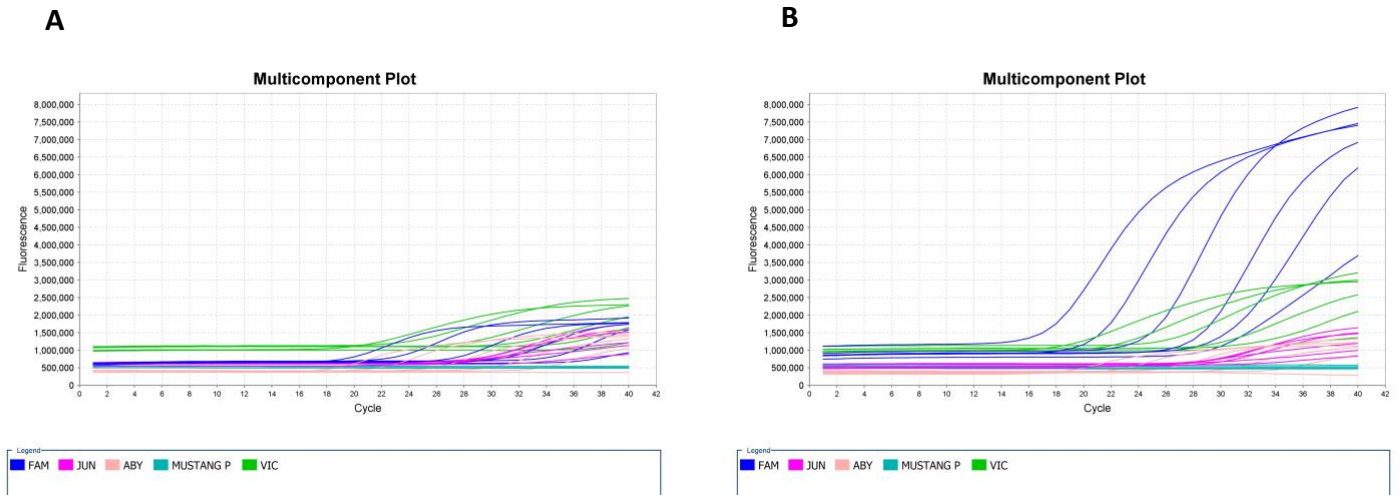 A
Multicomponent Plot
Fluorescence
8,000,000
7,500,000
7,000,000
6,500,000
6,000,000
5,500,000
5,000,000
4,500,000
4,000,000
3,500,000
3,000,000
2,500,000
2,000,000
1,500,000
1,000,000
500,000
0
0 2 4 6 8 10 12 14 16 18 20 22 24 26 28 30 32 34 36 38 40 42
Cycle
Legend
FAM JUN ABY MUSTANG P VIC
B
Multicomponent Plot
Fluorescence
8,000,000
7,500,000
7,000,000
6,500,000
6,000,000
5,500,000
5,000,000
4,500,000
4,000,000
3,500,000
3,000,000
2,500,000
2,000,000
1,500,000
1,000,000
500,000
0
0 2 4 6 8 10 12 14 16 18 20 22 24 26 28 30 32 34 36 38 40 42
Cycle
Legend
FAM JUN ABY MUSTANG P VIC